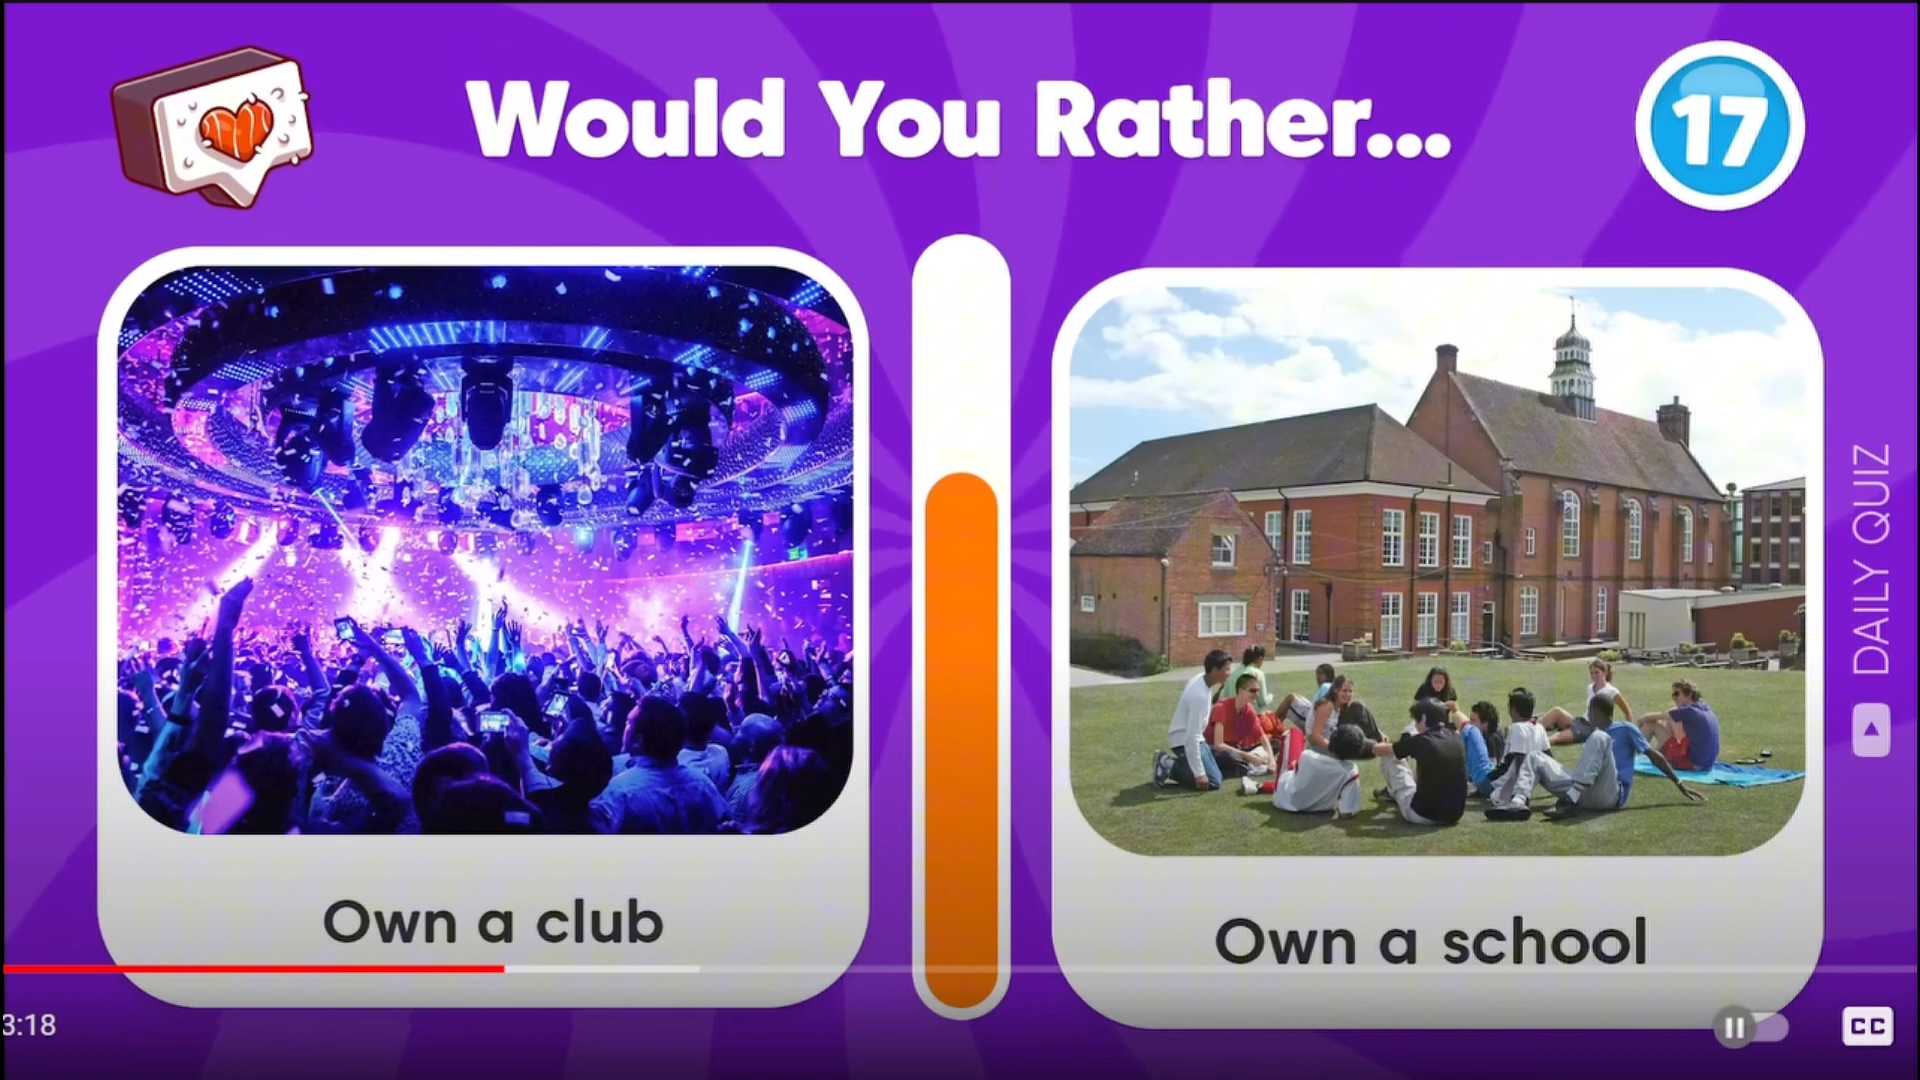 Would You Rather...
17
Own a club
Own a school
DAILY QUIZ
3:18
CC